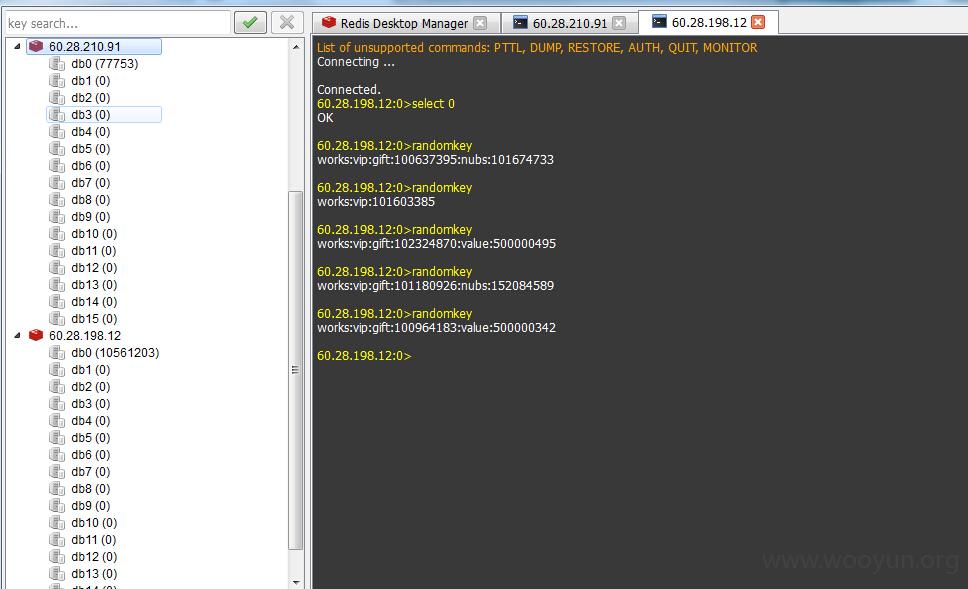 key search...
Redis Desktop Manager
60.28.210.91
60.28.198.12
60.28.210.91
db0 (77753)
db1 (0)
db2 (0)
db3 (0)
db4 (0)
db5 (0)
db6 (0)
db7 (0)
db8 (0)
db9 (0)
db10 (0)
db11 (0)
db12 (0)
db13 (0)
db14 (0)
db15 (0)
60.28.198.12
db0 (10561203)
db1 (0)
db2 (0)
db3 (0)
db4 (0)
db5 (0)
db6 (0)
db7 (0)
db8 (0)
db9 (0)
db10 (0)
db11 (0)
db12 (0)
db13 (0)
db14 (0)
List of unsupported commands: PTTL, DUMP, RESTORE, AUTH, QUIT, MONITOR
Connecting ...
Connected.
60.28.198.12:0>select 0
OK
60.28.198.12:0>randomkey
works:vip:gift:100637395:nubs:101674733
60.28.198.12:0>randomkey
works:vip:101603385
60.28.198.12:0>randomkey
works:vip:gift:102324870:value:500000495
60.28.198.12:0>randomkey
works:vip:gift:101180926:nubs:152084589
60.28.198.12:0>randomkey
works:vip:gift:100964183:value:500000342
60.28.198.12:0>
www.wooyun.org